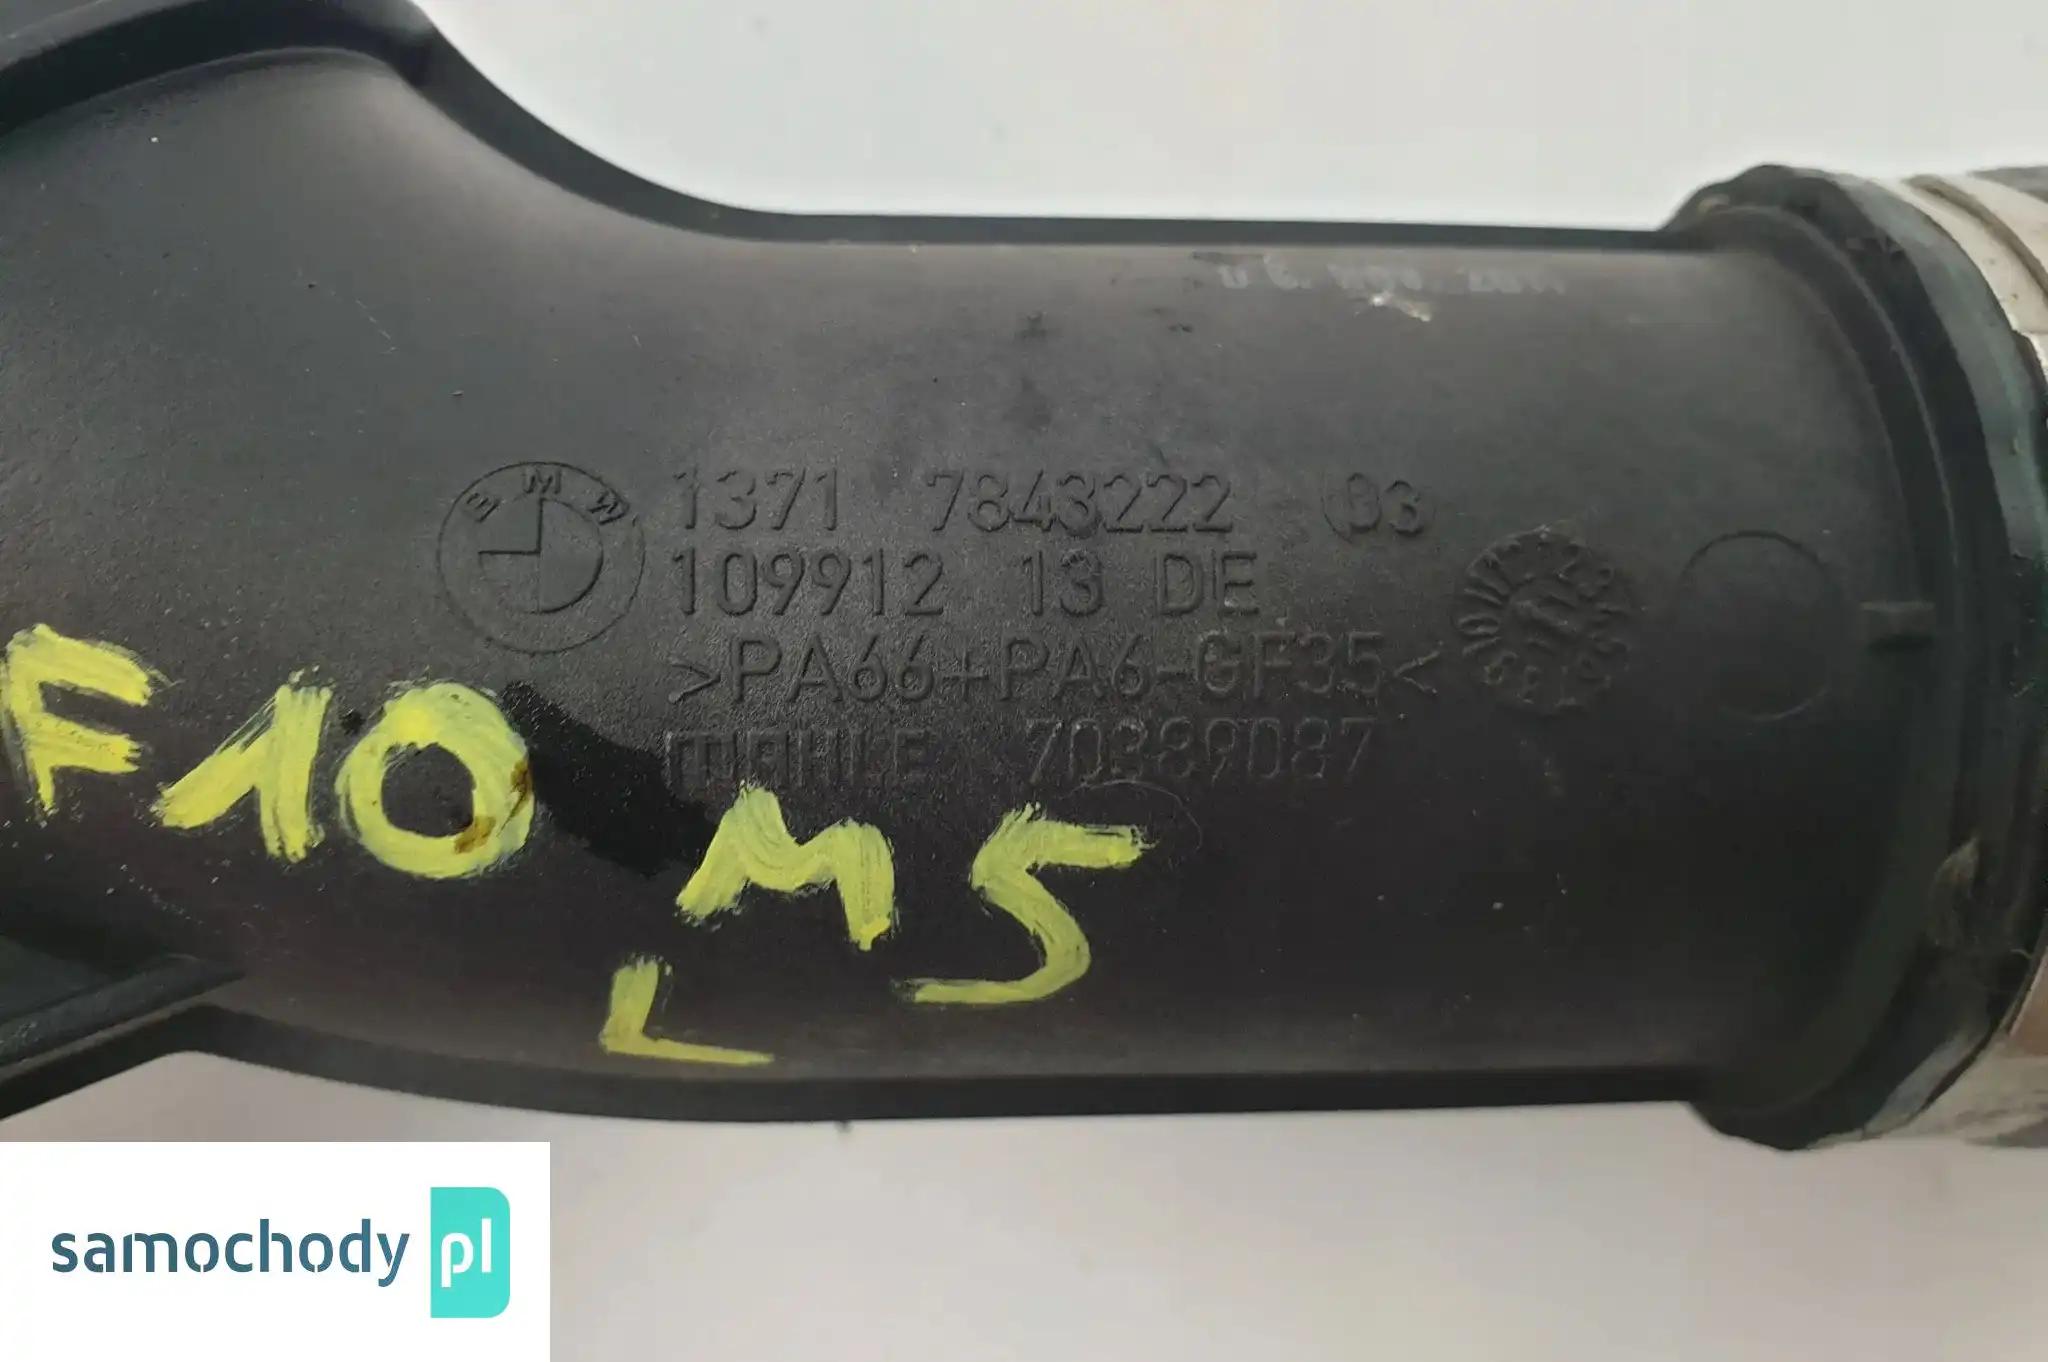 BMW
1371 7843222 03
109912 13 DE
>PA66+PA6-GF35<
MAHLE 70389087
F10 M5
L
samochody pl